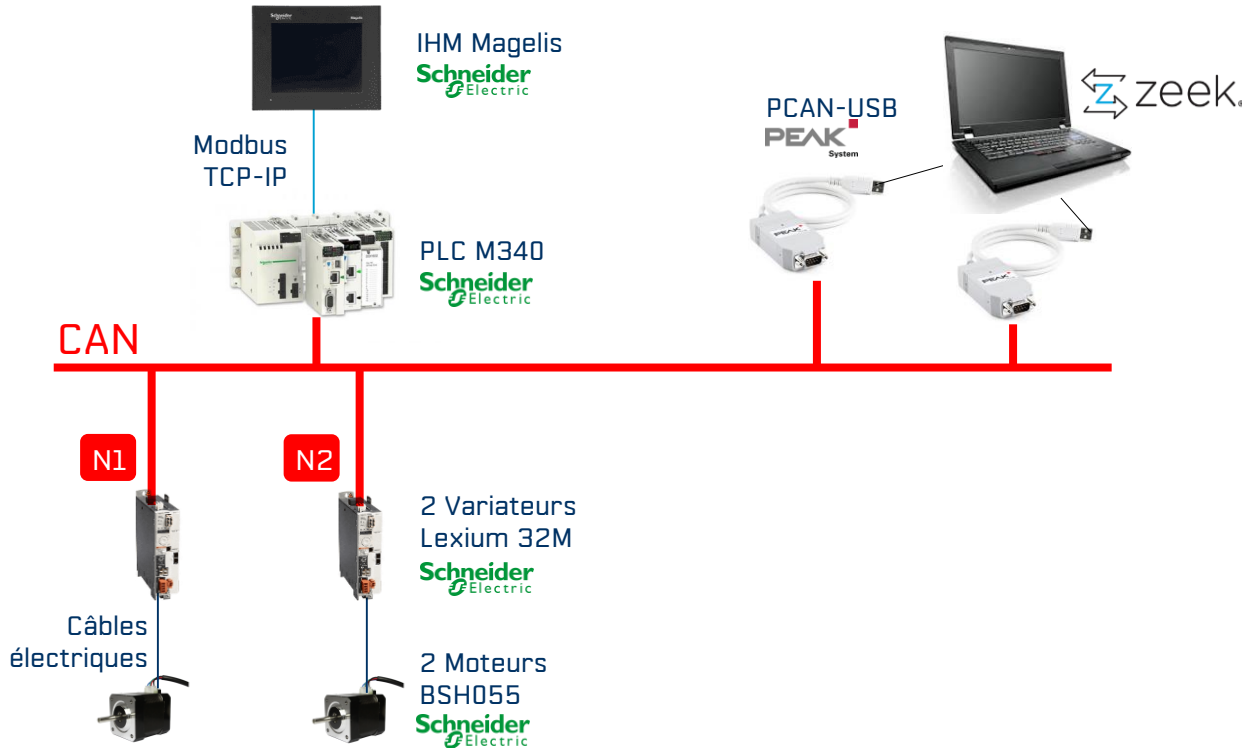 IHM Magelis
Schneider
Electric
Modbus
TCP-IP
PLC M340
Schneider
Electric
PCAN-USB
PEAK
System
zeek
CAN
N1
N2
2 Variateurs
Lexium 32M
Schneider
Electric
Câbles
électriques
2 Moteurs
BSH055
Schneider
Electric